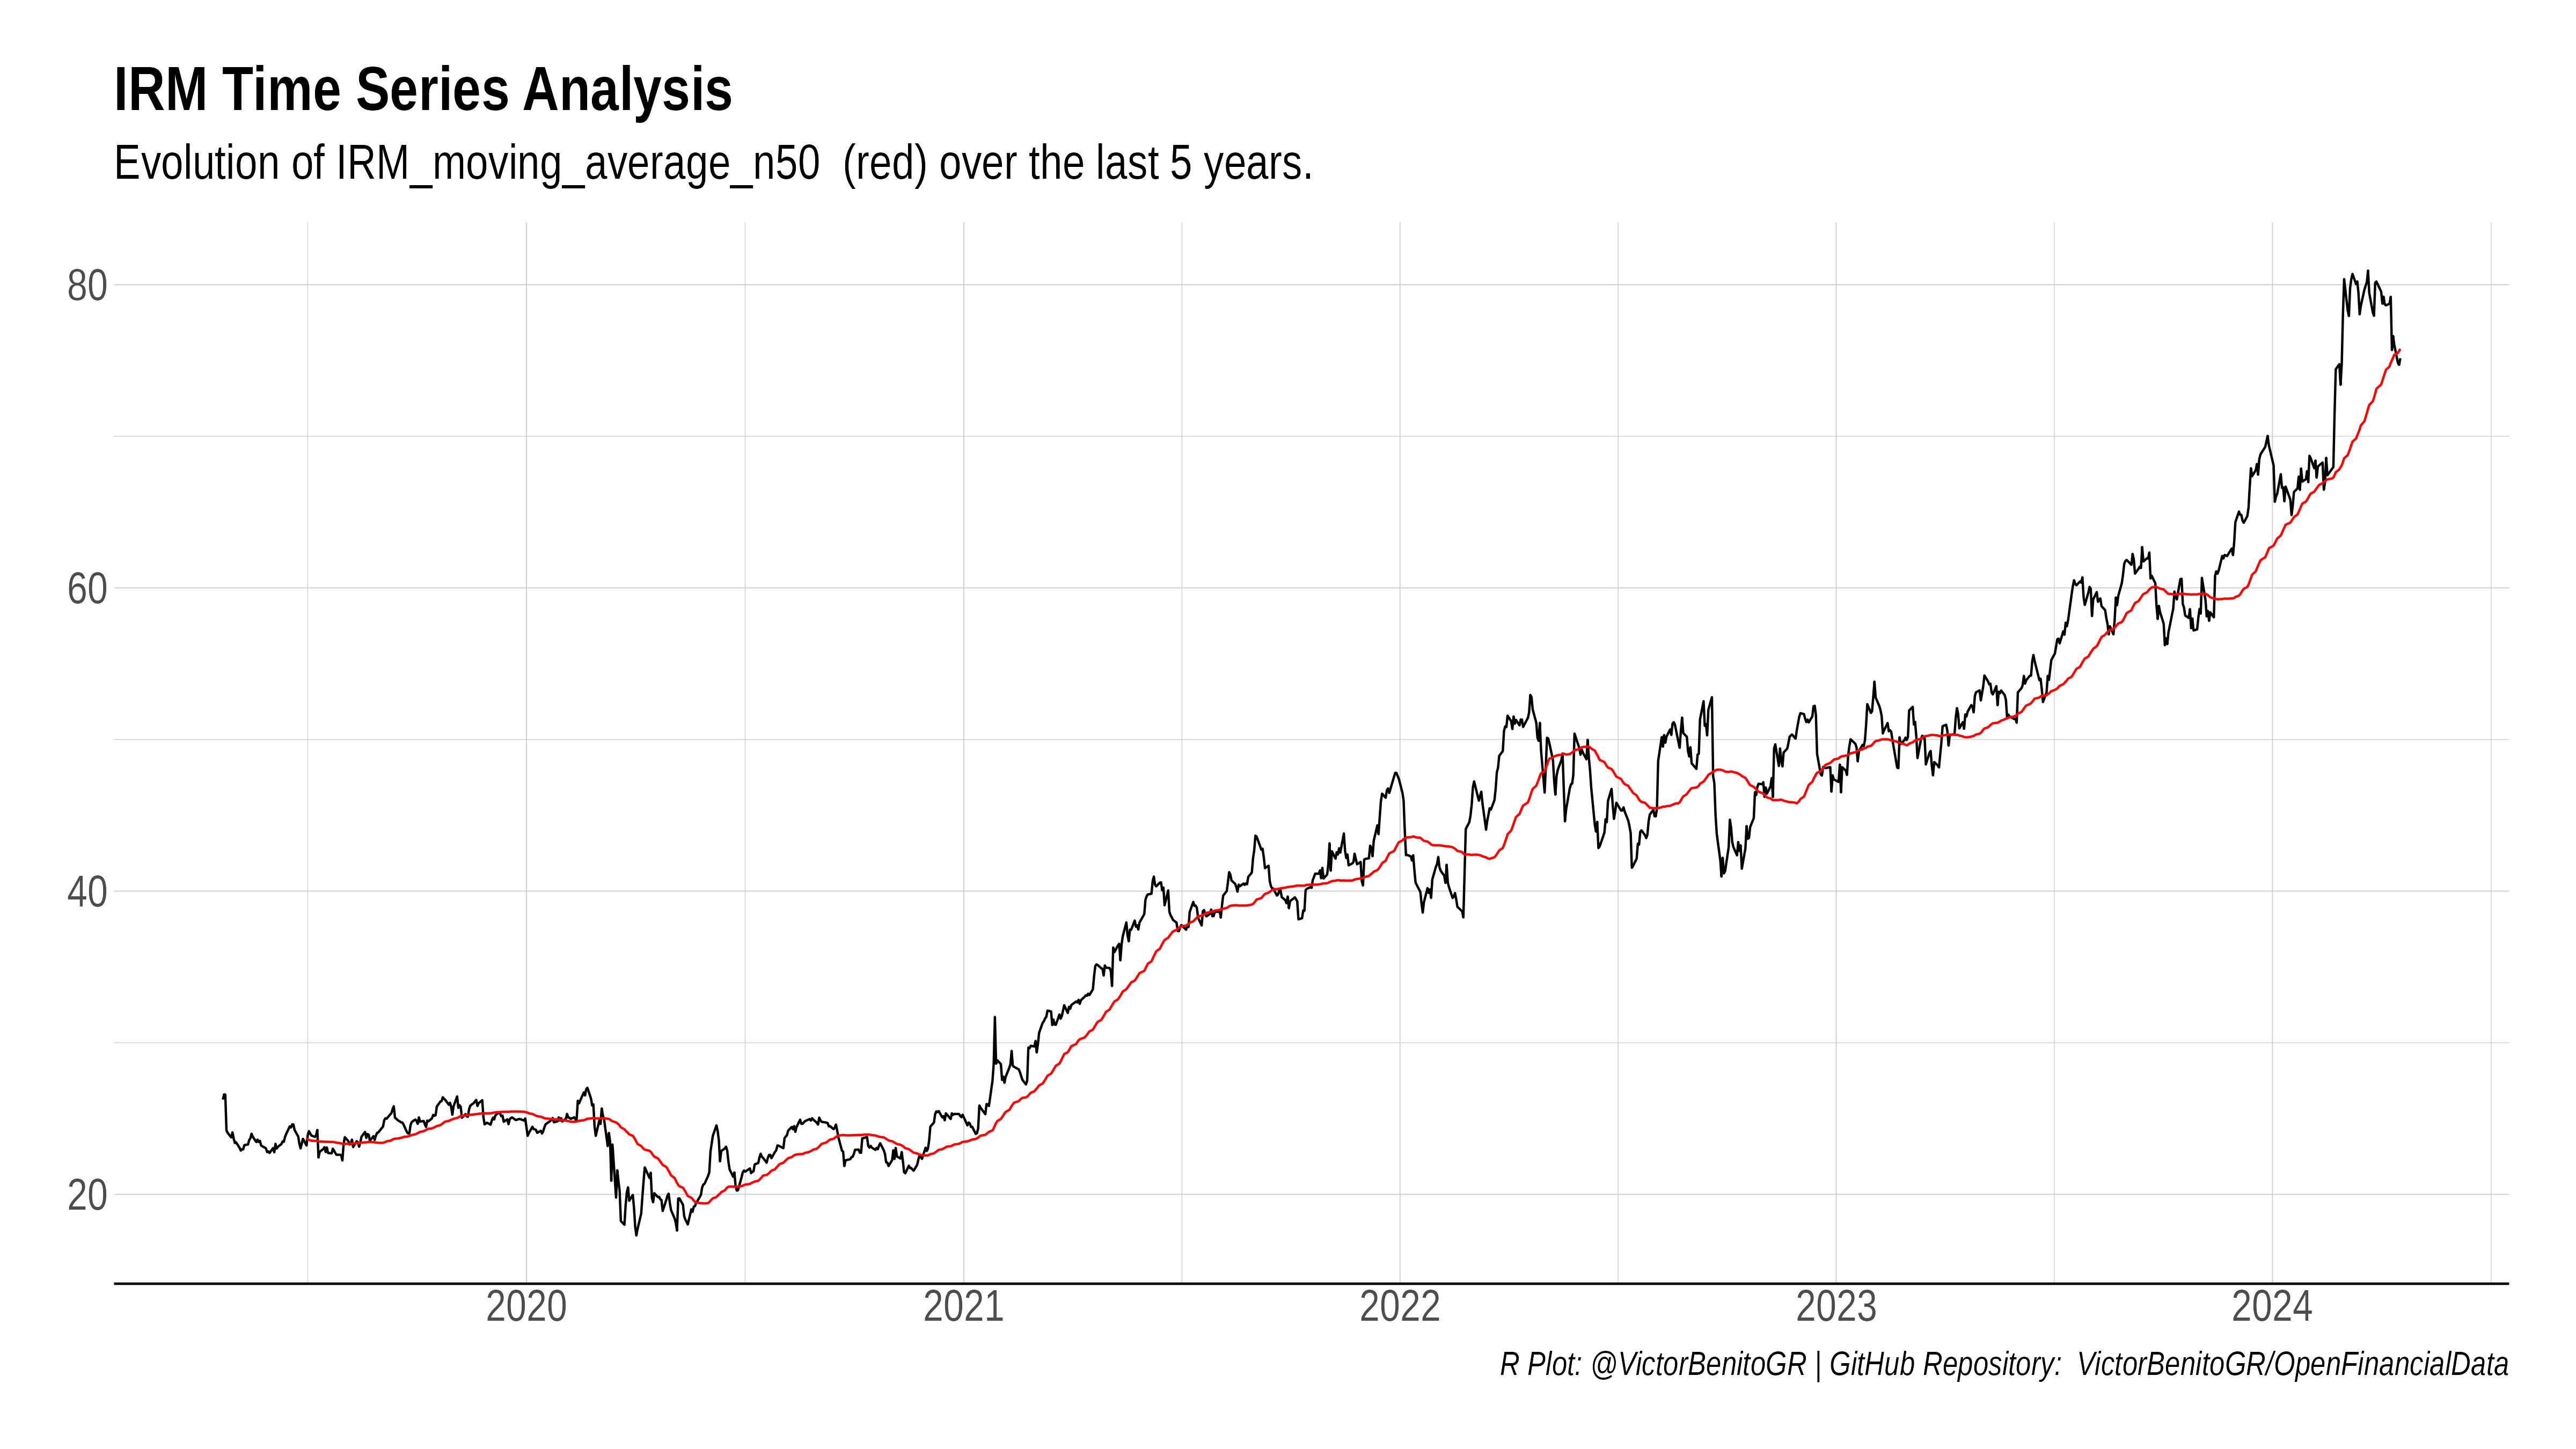 IRM Time Series Analysis
Evolution of IRM_moving_average_n50  (red) over the last 5 years.
80
60
40
20
2020 2021 2022 2023 2024
R Plot: @VictorBenitoGR | GitHub Repository:  VictorBenitoGR/OpenFinancialData